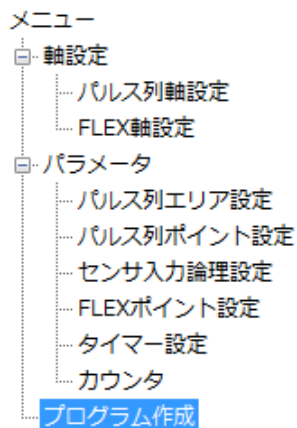 メニュー
軸設定
パルス列軸設定
FLEX軸設定
パラメータ
パルス列エリア設定
パルス列ポイント設定
センサ入力論理設定
FLEXポイント設定
タイマー設定
カウンタ
プログラム作成